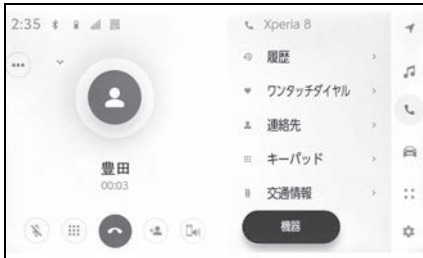 2:35
豊田
00:03
Xperia 8
履歴
ワンタッチダイヤル
連絡先
キーパッド
交通情報
機器